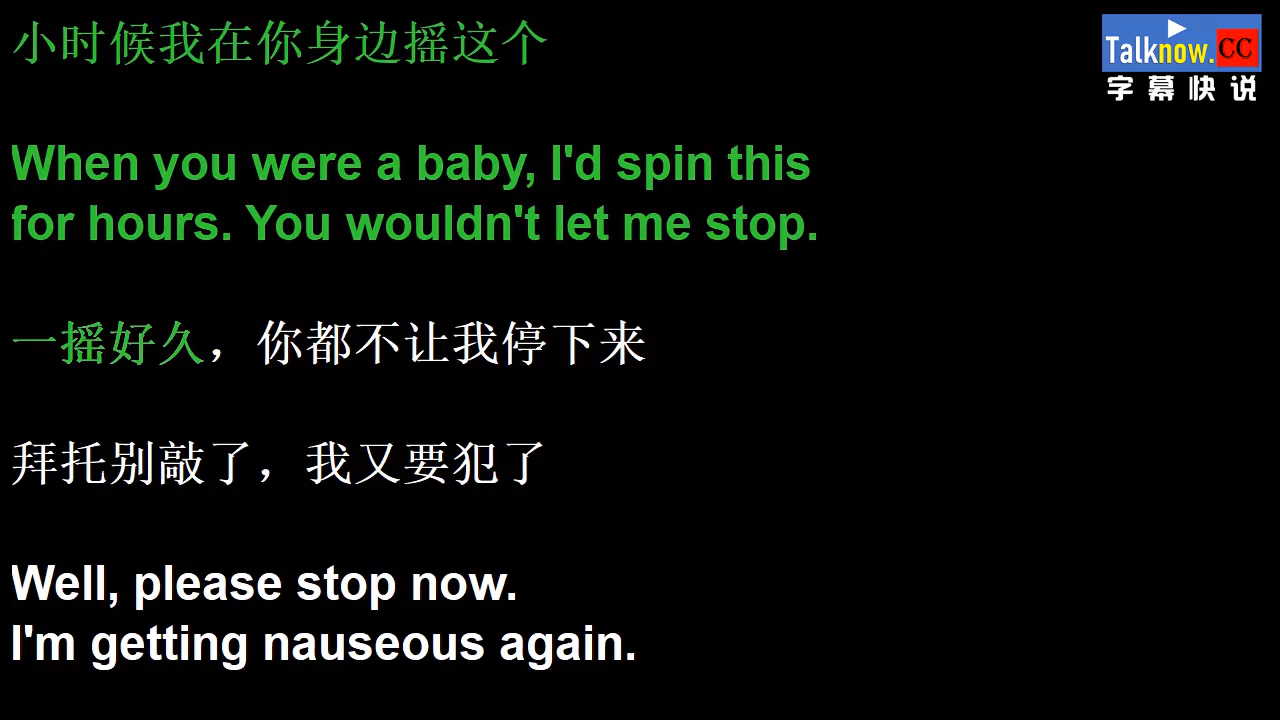 小时候我在你身边摇这个
Talknow.CC
字幕快说
When you were a baby, I'd spin this
for hours. You wouldn't let me stop.
一摇好久，你都不让我停下来
拜托别敲了，我又要犯了
Well, please stop now.
I'm getting nauseous again.